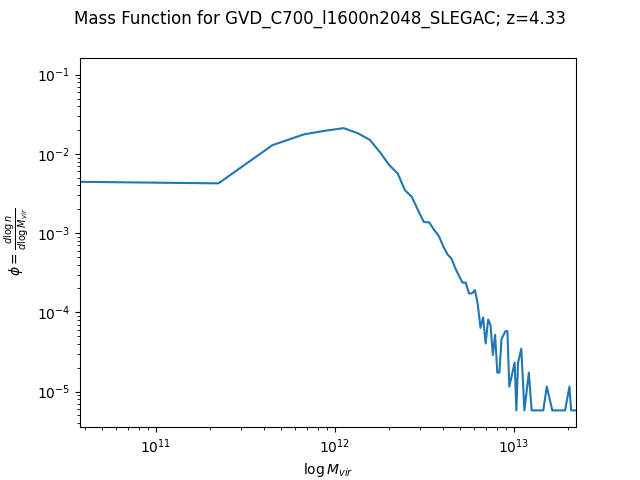 Mass Function for GVD_C700_l1600n2048_SLEGAC; z=4.33
10⁻¹
10⁻²
10⁻³
10⁻⁴
10⁻⁵
ϕ = d log n / d log M_vir
10¹¹
10¹²
10¹³
log M_vir